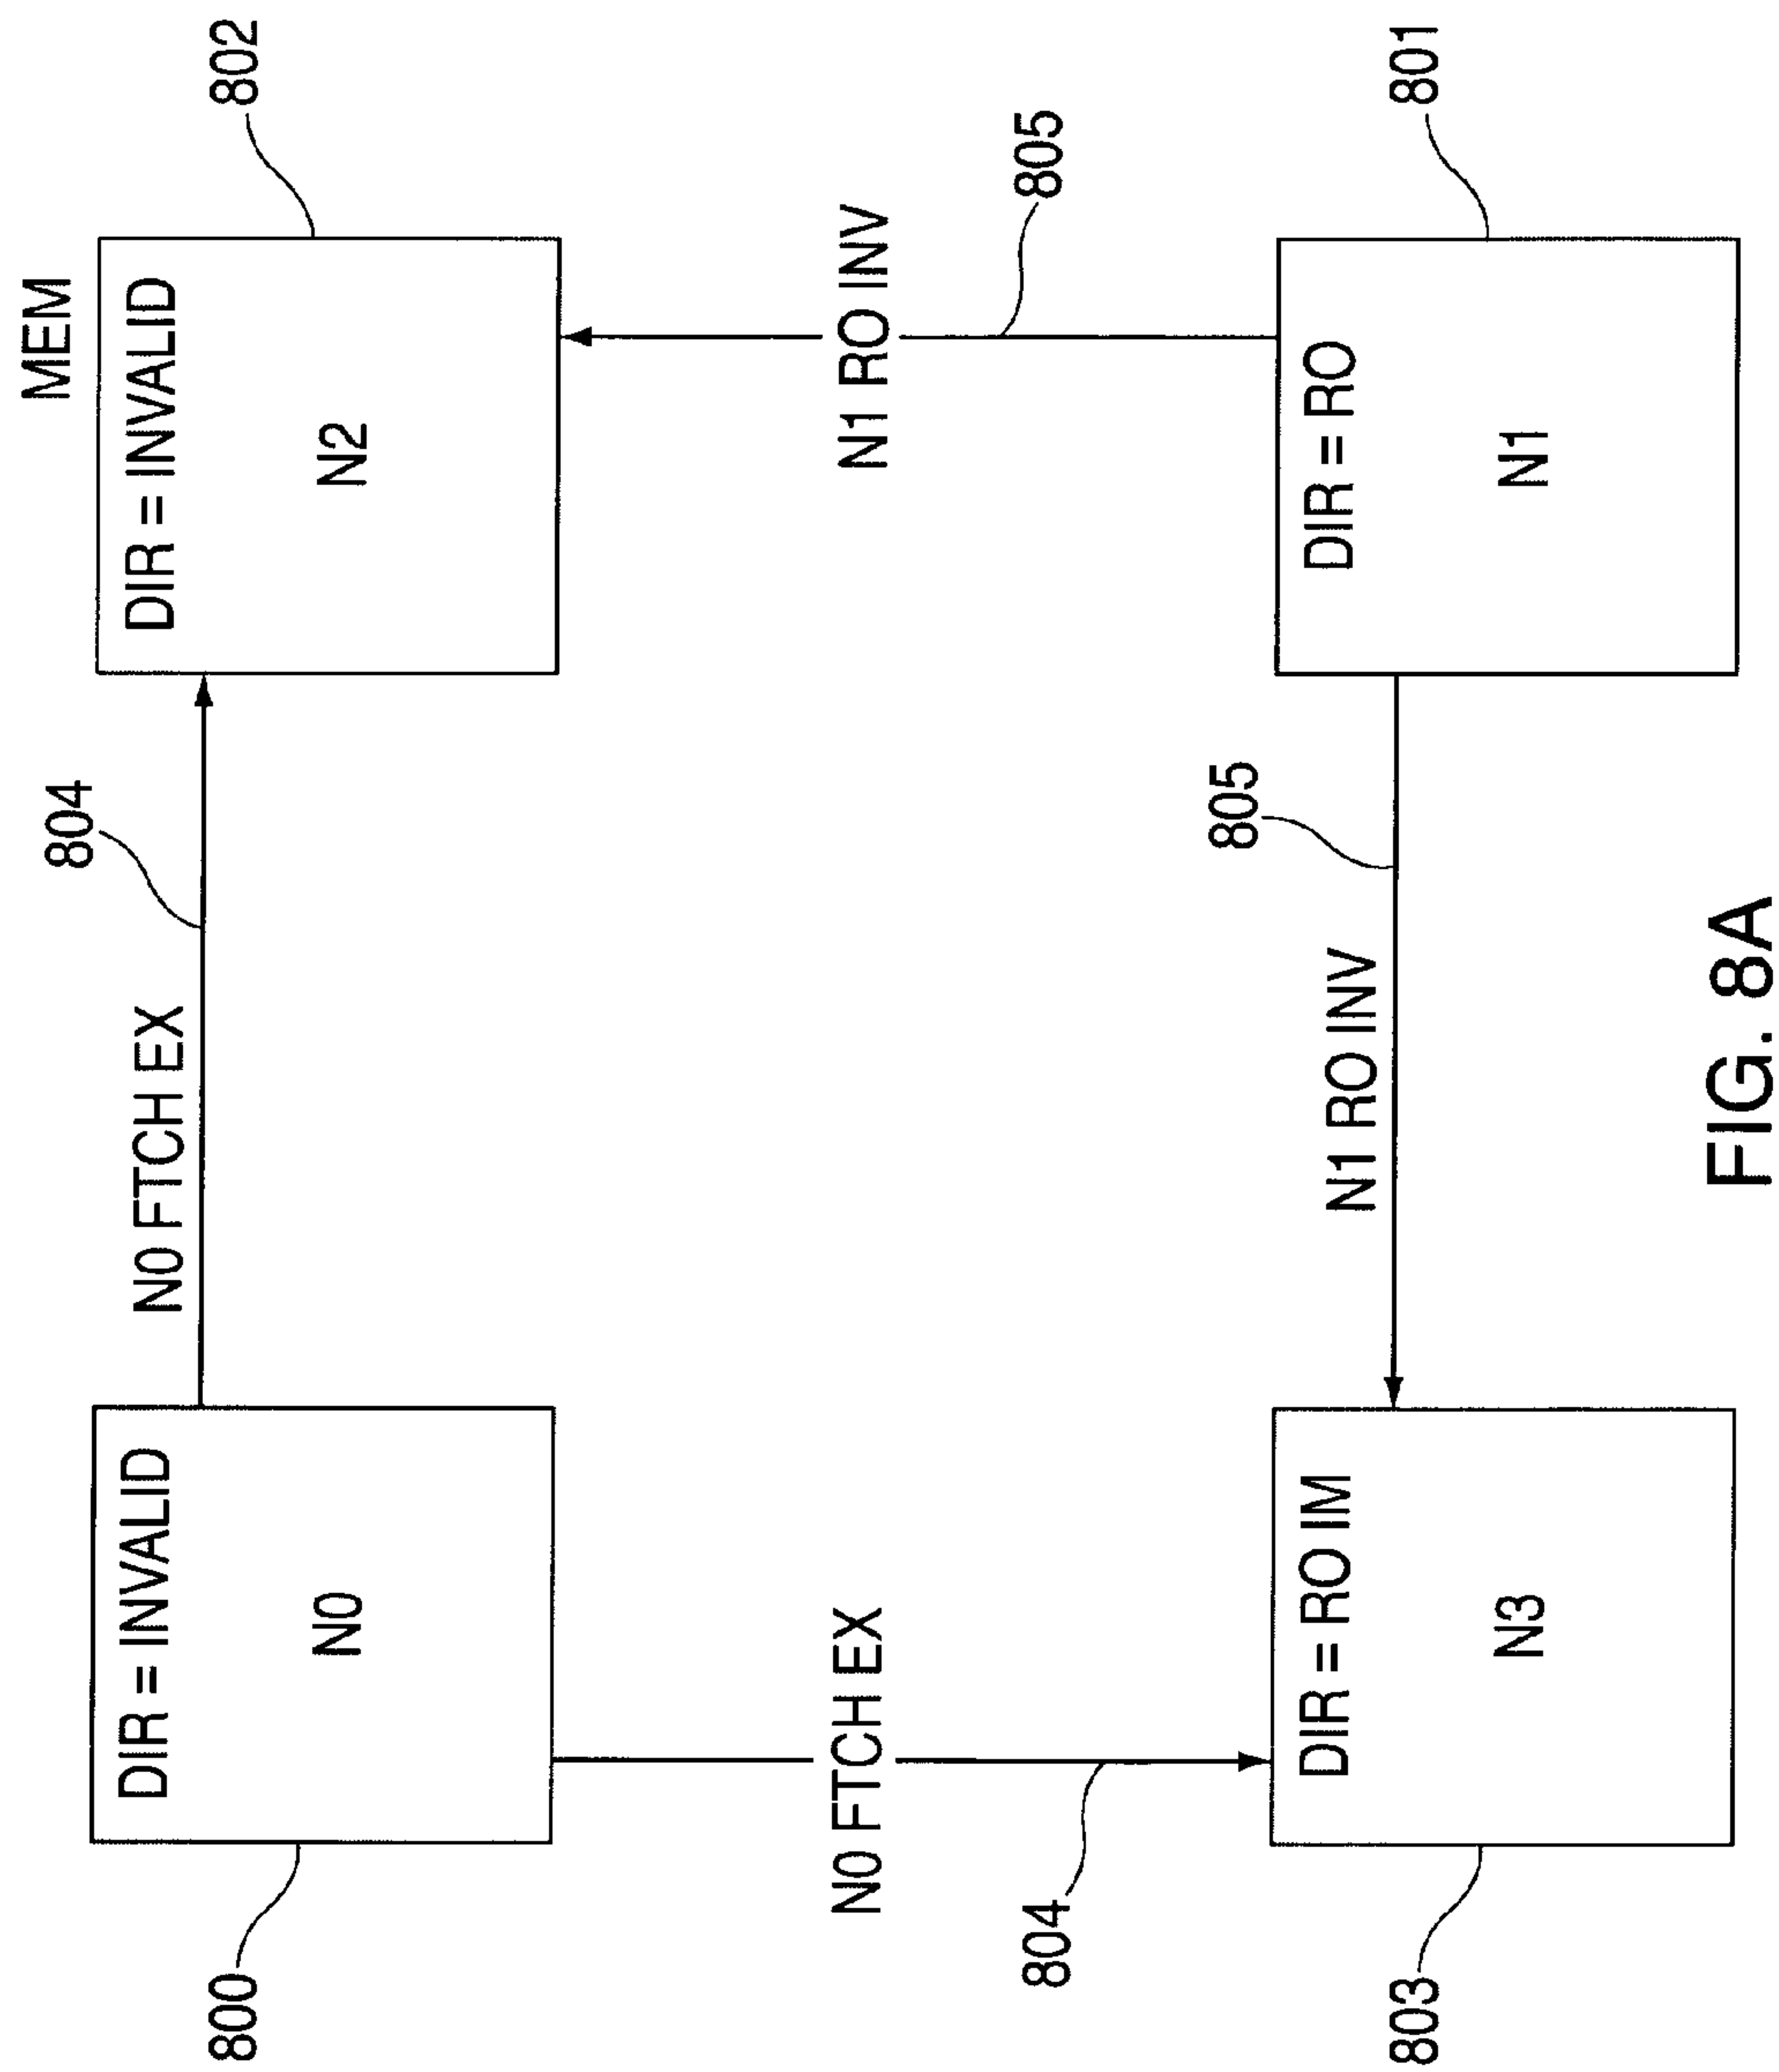 MEM
804
DIR = INVALID
N0 FTCH EX
DIR = INVALID
800
802
N0
N2
N0 FTCH EX
N1 RO INV
804
805
805
DIR = RO IM
N1 RO INV
DIR = RO
803
801
N3
N1
FIG. 8A